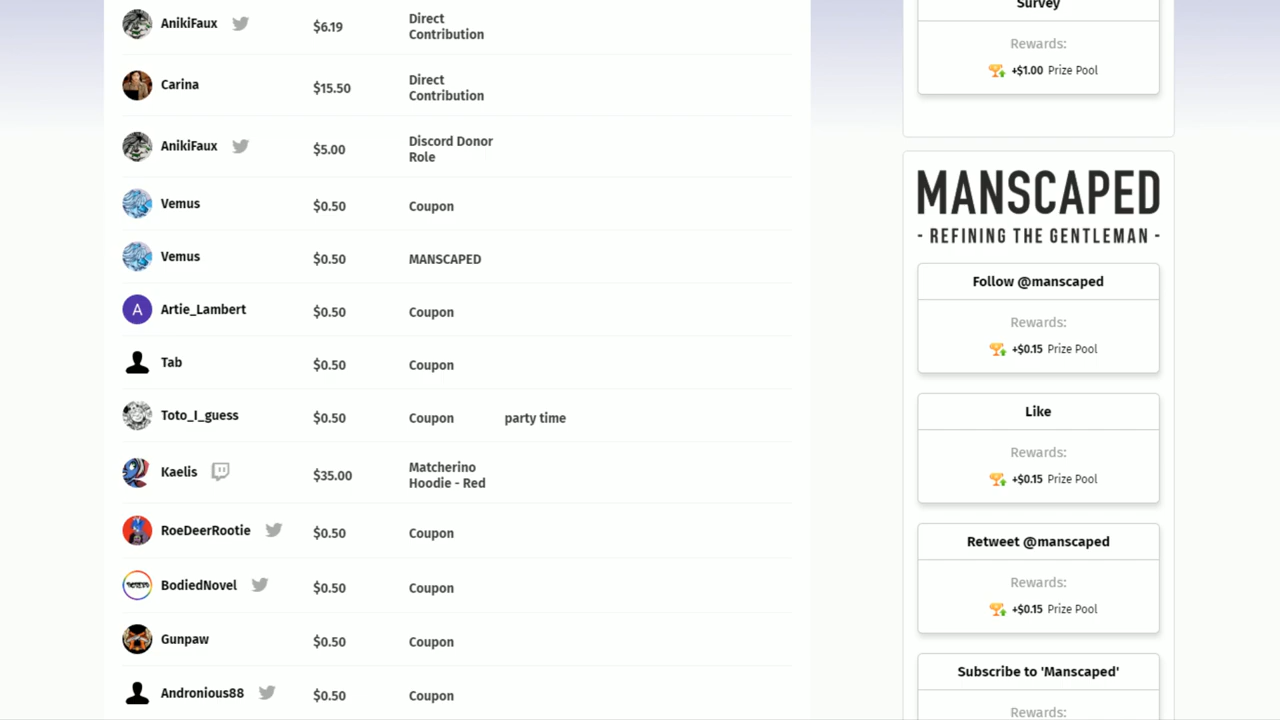 AnikiFaux $6.19 Direct
Contribution
Carina $15.50 Direct
Contribution
AnikiFaux $5.00 Discord Donor
Role
Vemus $0.50 Coupon
Vemus $0.50 MANSCAPED
A Artie_Lambert $0.50 Coupon
Tab $0.50 Coupon
Toto_I_guess $0.50 Coupon party time
Kaelis $35.00 Matcherino
Hoodie - Red
RoeDeerRootie $0.50 Coupon
BodiedNovel $0.50 Coupon
Gunpaw $0.50 Coupon
Andronious88 $0.50 Coupon
Survey
Rewards:
+$1.00 Prize Pool
MANSCAPED
- REFINING THE GENTLEMAN -
Follow @manscaped
Rewards:
+$0.15 Prize Pool
Like
Rewards:
+$0.15 Prize Pool
Retweet @manscaped
Rewards:
+$0.15 Prize Pool
Subscribe to 'Manscaped'
Rewards: